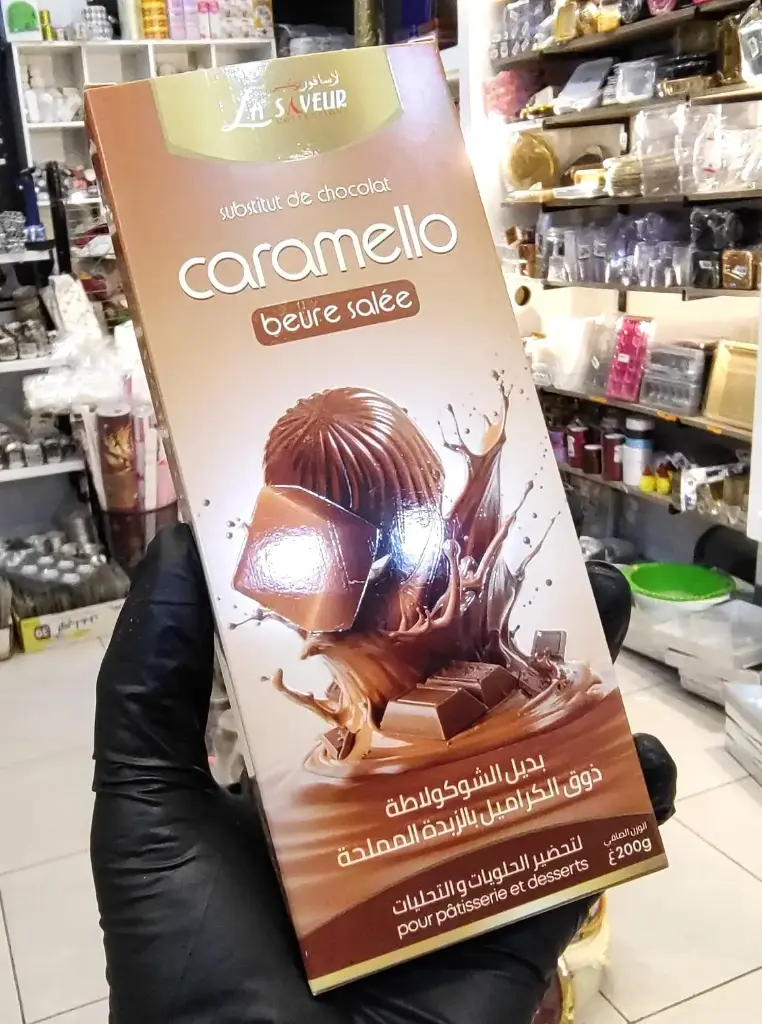 لاسافور
LA SAVEUR
substitut de chocolat
caramello
beure salée
بديل الشوكولاطة
ذوق الكراميل بالزبدة المملحة
لتحضير الحلويات و التحليات
pour pâtisserie et desserts
الوزن الصافي
200g غ